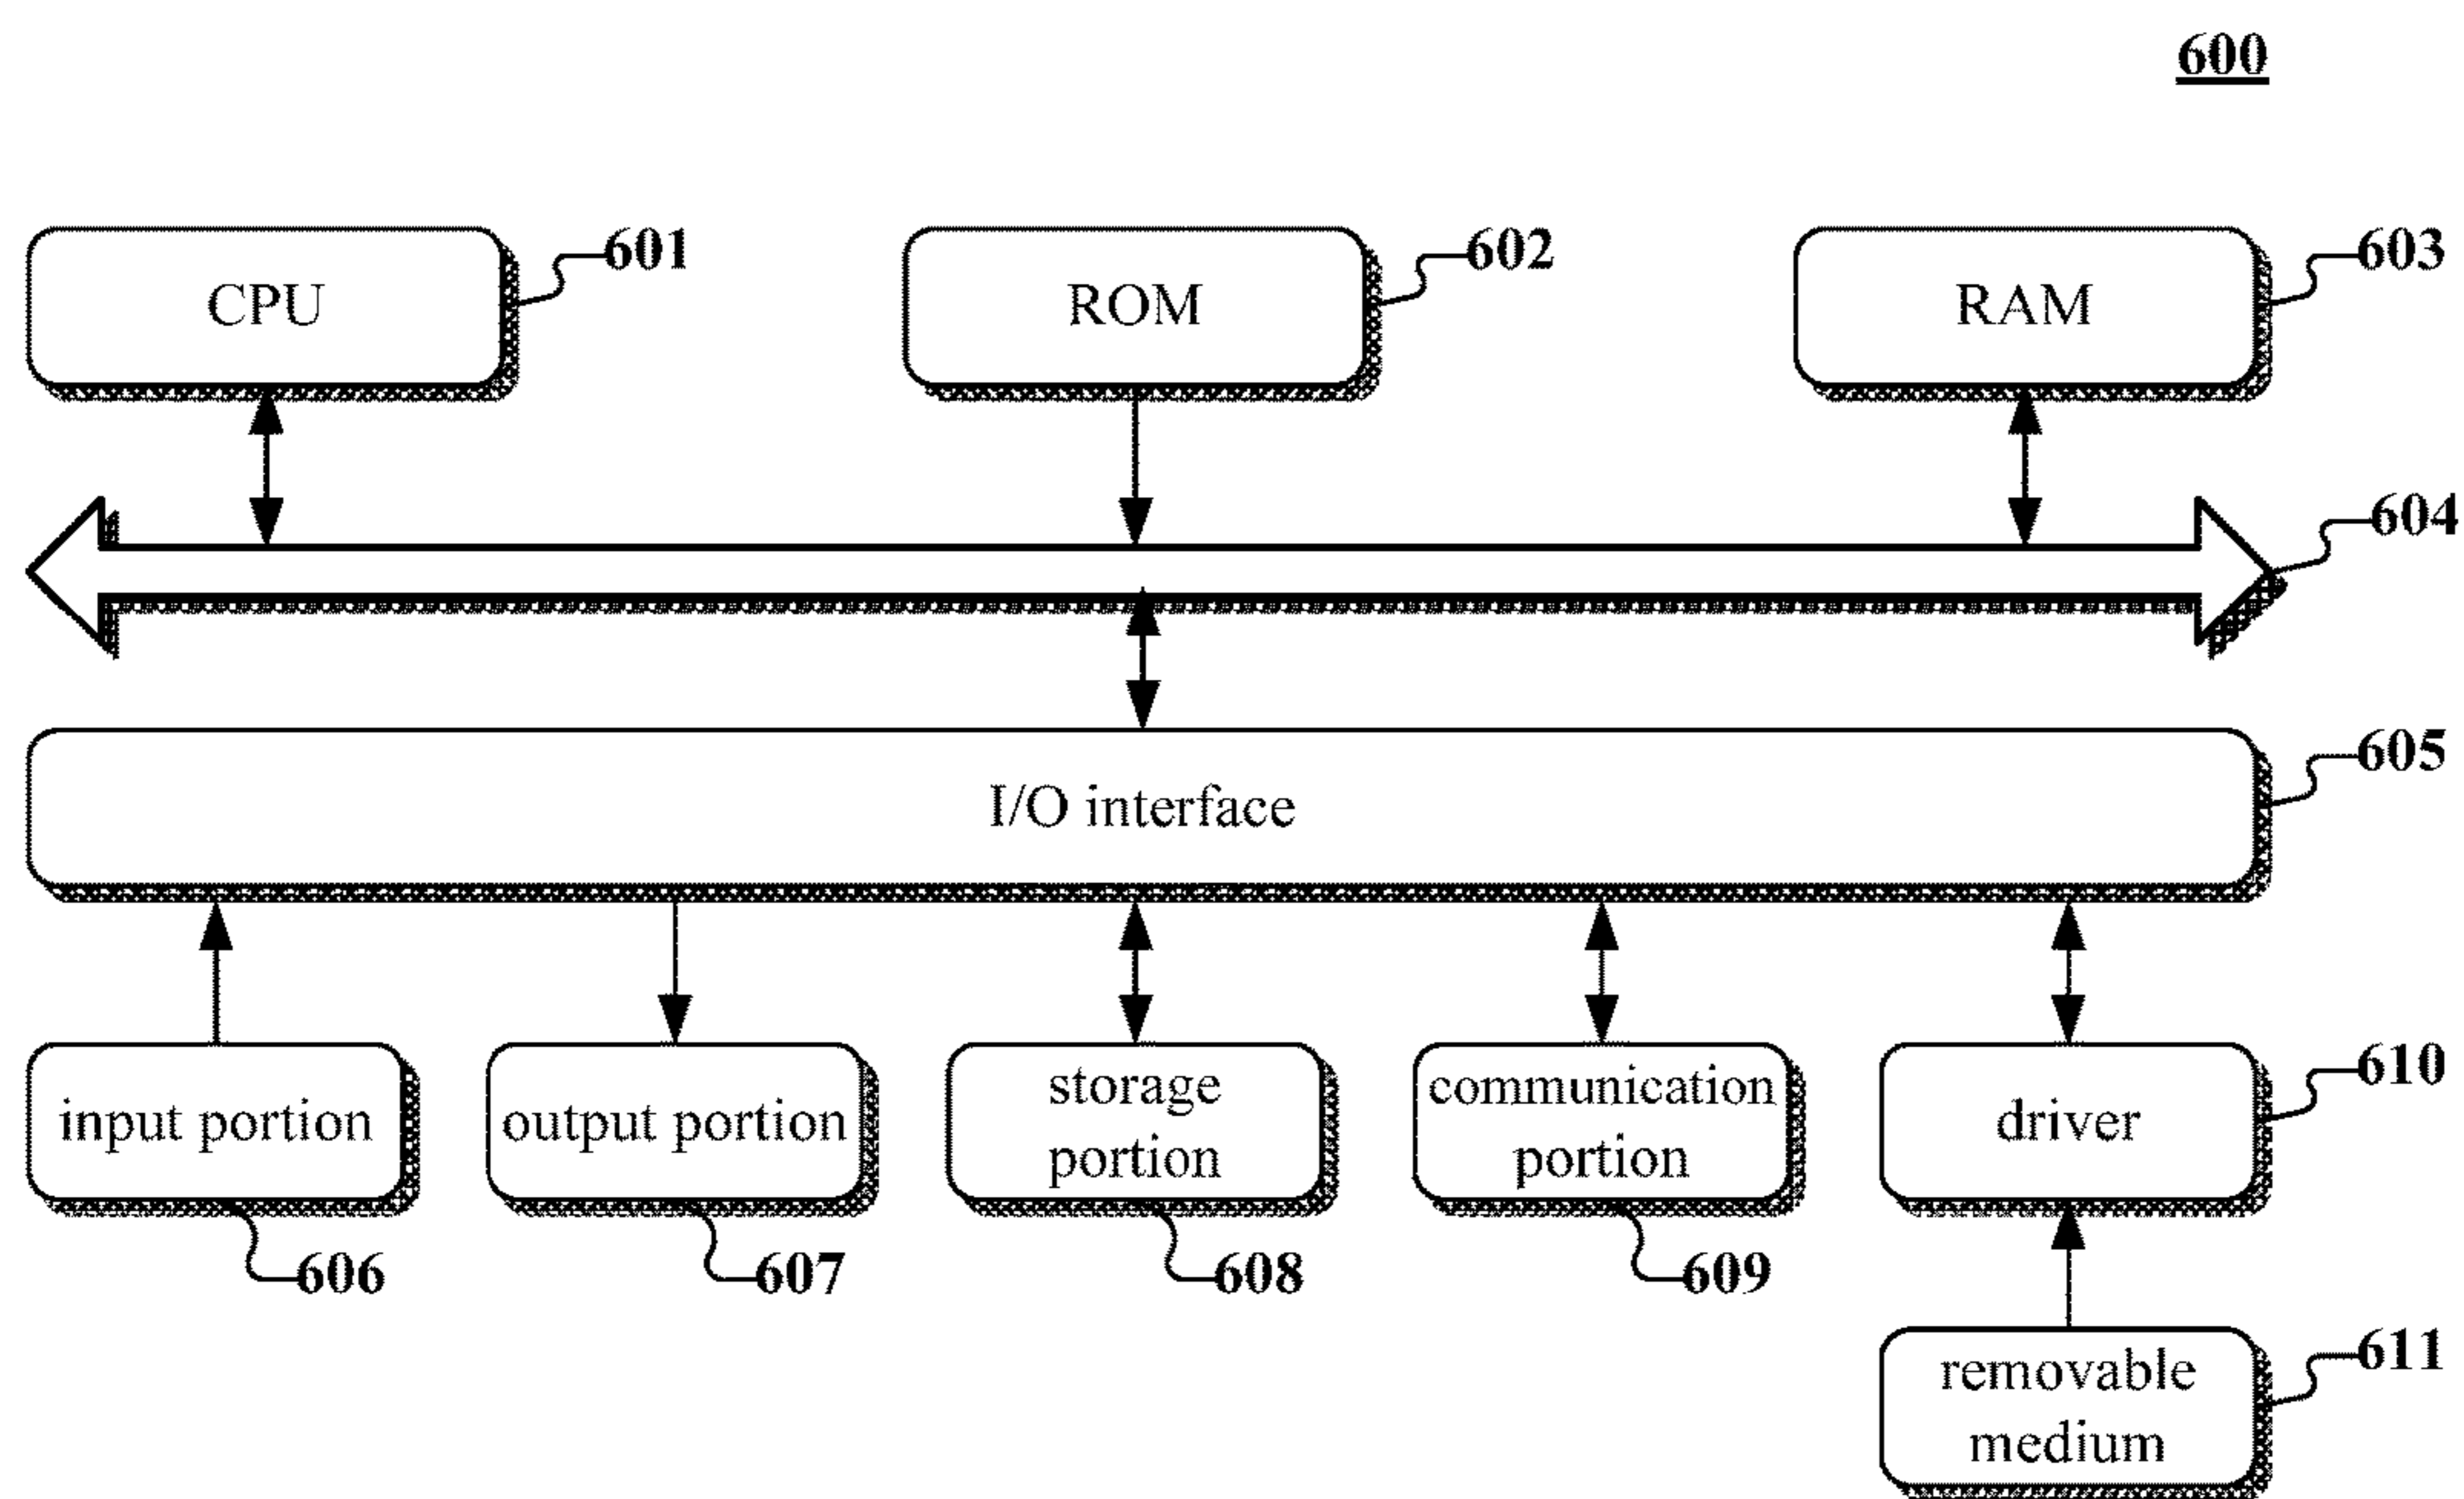 600
CPU
601
ROM
602
RAM
603
604
I/O interface
605
input portion
606
output portion
607
storage
portion
608
communication
portion
609
driver
610
removable
medium
611